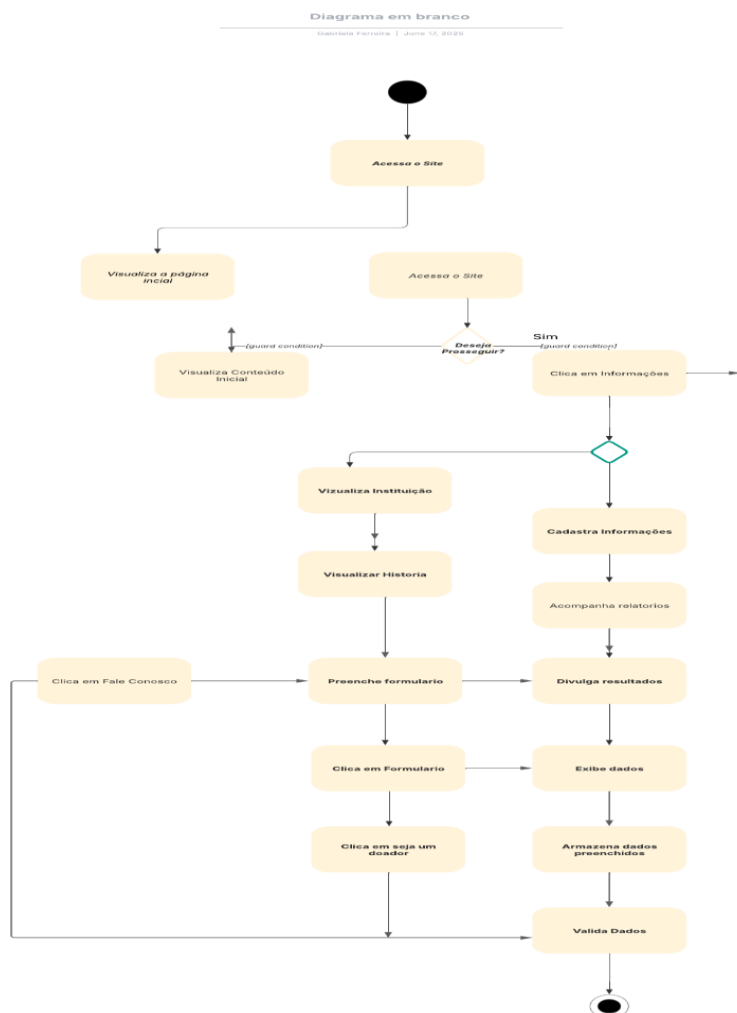 Diagrama em branco
Gabriela Ferreira | June 17, 2025
Acessa o Site
Visualiza a página
incial
Acessa o Site
Sim
[guard condition]
Deseja
Prosseguir?
[guard condition]
Visualiza Conteúdo
Inicial
Clica em Informações
Vizualiza Instituição
Cadastra Informações
Visualizar Historia
Acompanha relatorios
Clica em Fale Conosco
Preenche formulario
Divulga resultados
Clica em Formulario
Exibe dados
Clica em seja um
doador
Armazena dados
preenchidos
Valida Dados